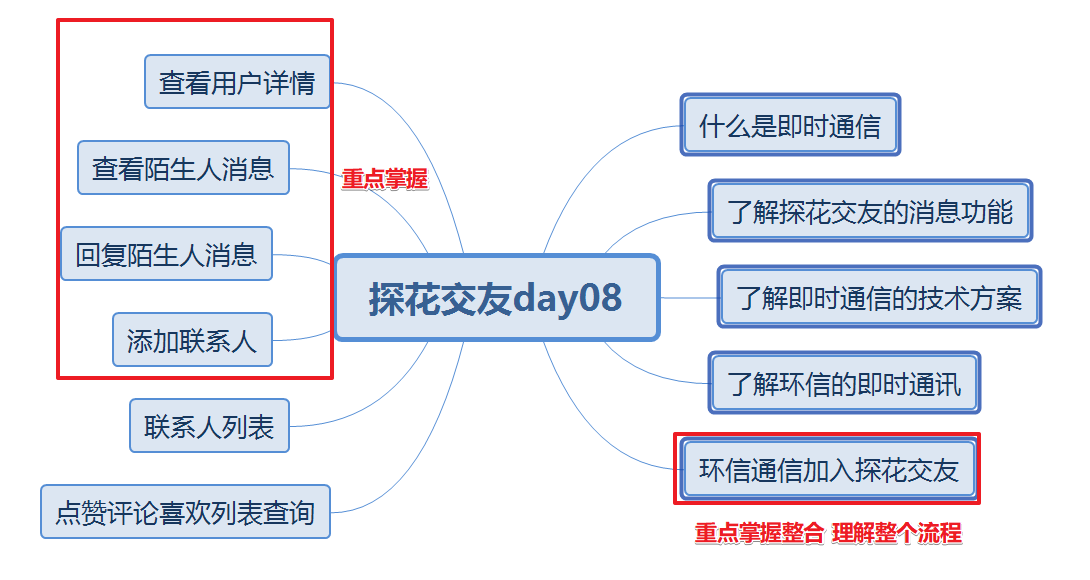 查看用户详情
查看陌生人消息
重点掌握
回复陌生人消息
添加联系人
联系人列表
点赞评论喜欢列表查询
探花交友day08
什么是即时通信
了解探花交友的消息功能
了解即时通信的技术方案
了解环信的即时通讯
环信通信加入探花交友
重点掌握整合 理解整个流程